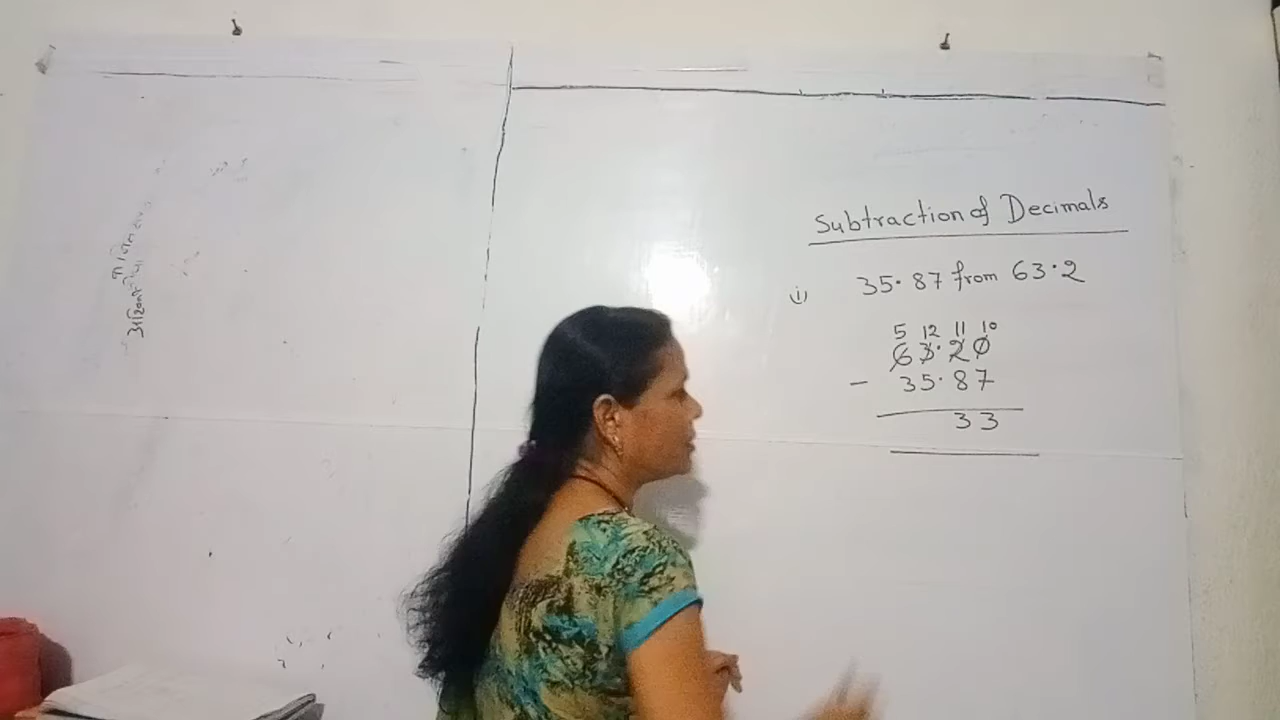 Subtraction of Decimals
(i) 35.87 from 63.2
5 12 11 10
63.20
- 35.87
33